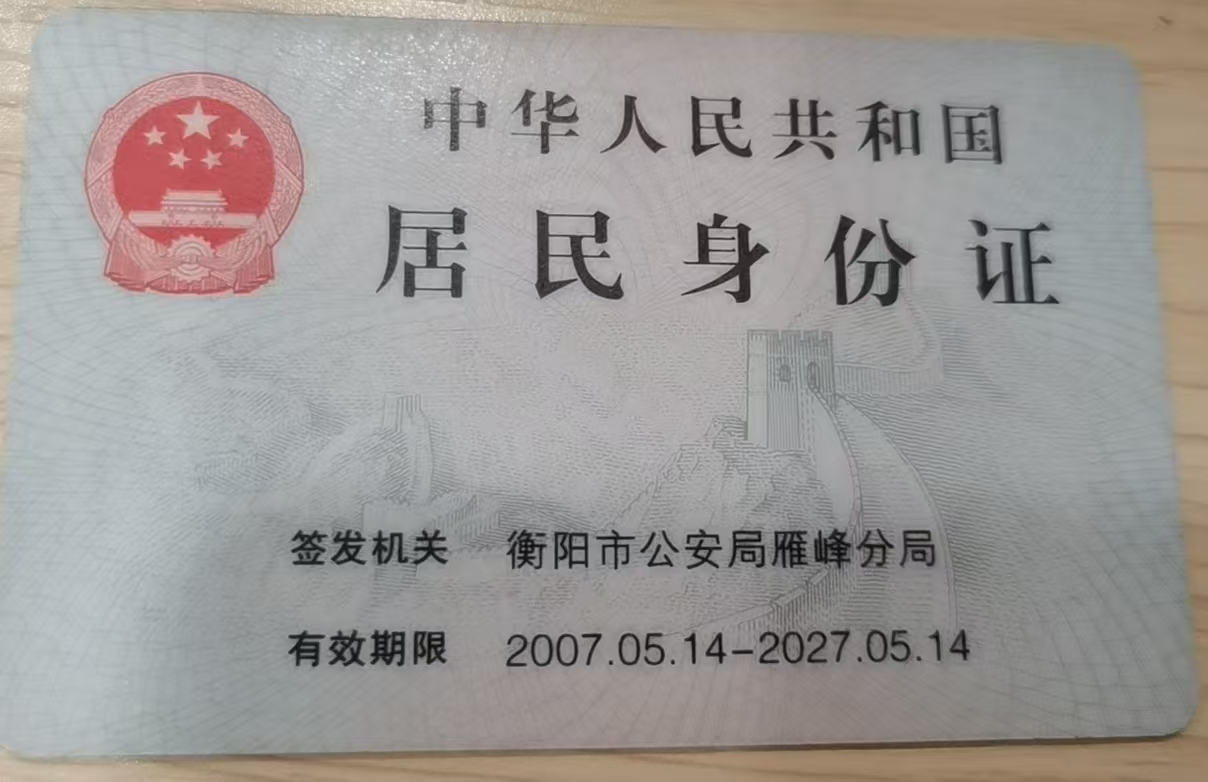 中华人民共和国
居民身份证
签发机关 衡阳市公安局雁峰分局
有效期限 2007.05.14-2027.05.14